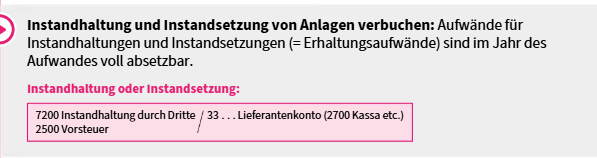 Instandhaltung und Instandsetzung von Anlagen verbuchen: Aufwände für
Instandhaltungen und Instandsetzungen (= Erhaltungsaufwände) sind im Jahr des
Aufwandes voll absetzbar.
Instandhaltung oder Instandsetzung:
7200 Instandhaltung durch Dritte / 33 . . . Lieferantenkonto (2700 Kassa etc.)
2500 Vorsteuer /